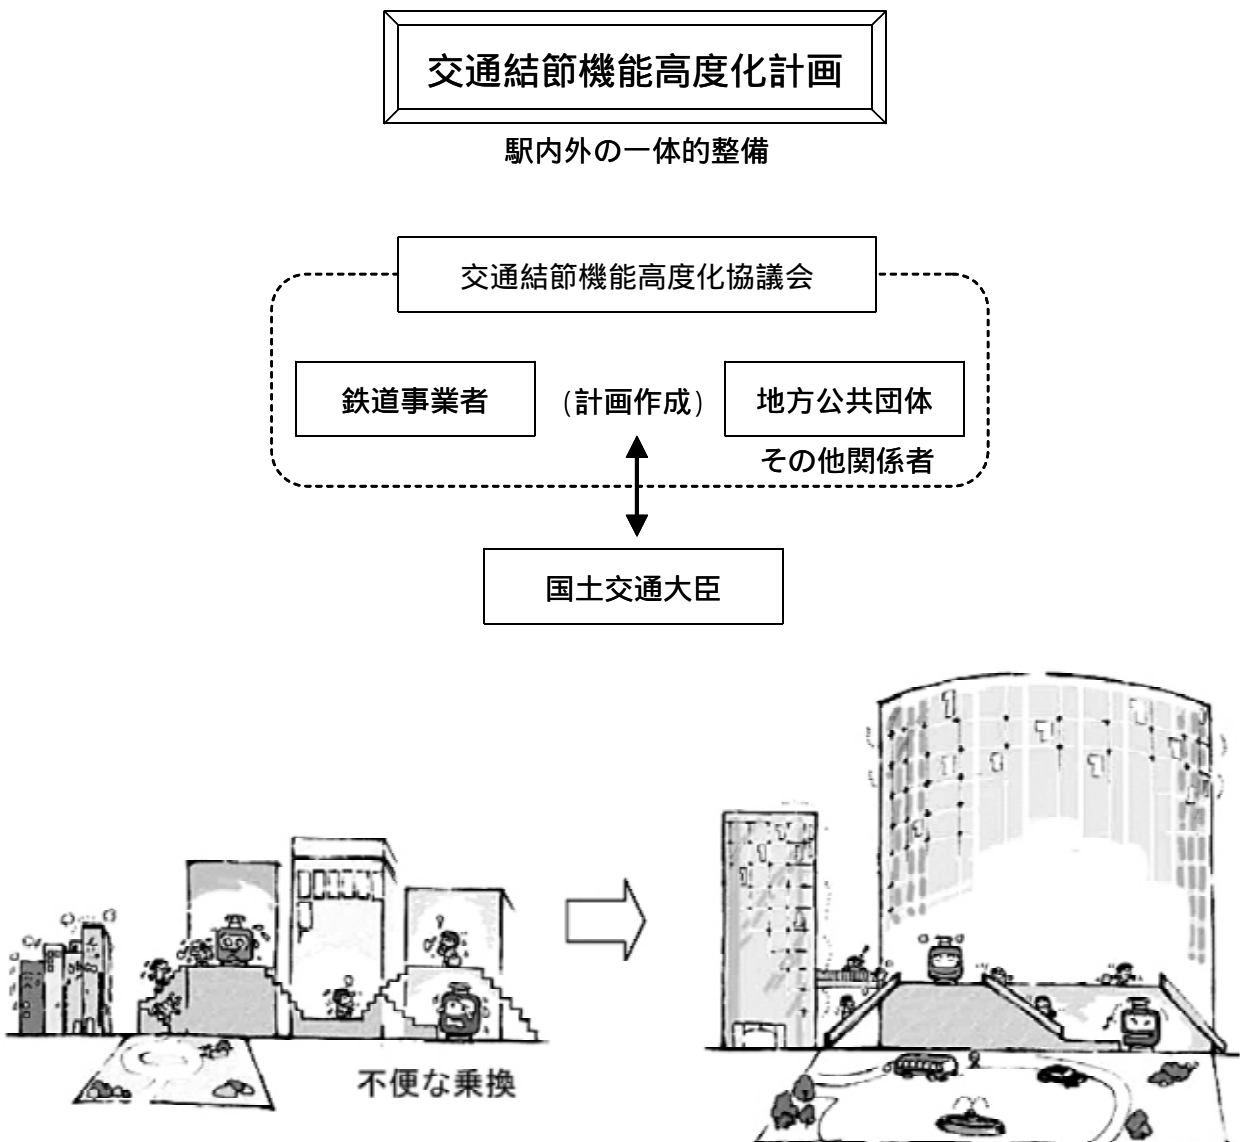 交通結節機能高度化計画
駅内外の一体的整備
交通結節機能高度化協議会
鉄道事業者
(計画作成)
地方公共団体
その他関係者
国土交通大臣
不便な乗換